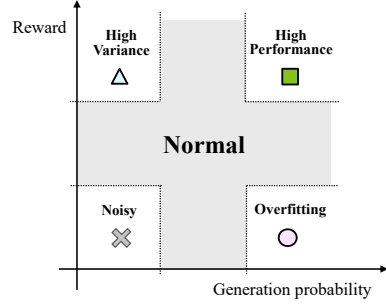 Reward
High
Variance
High
Performance
Normal
Noisy
Overfitting
Generation probability